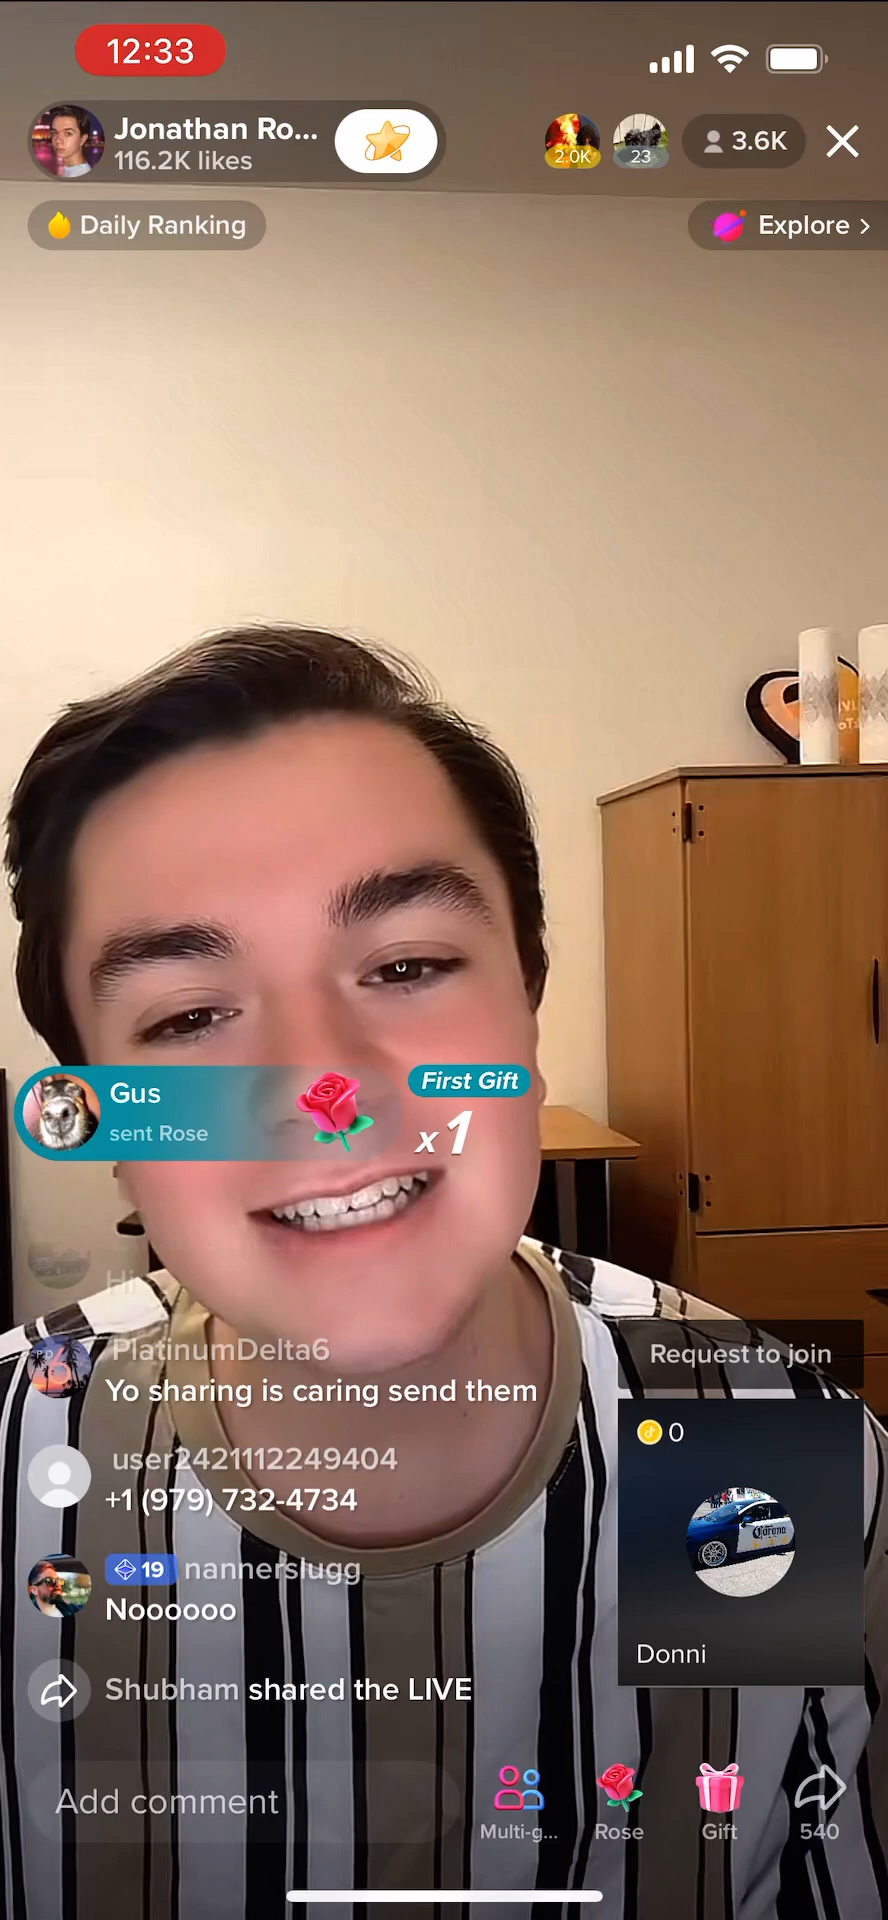 12:33
Jonathan Ro...
116.2K likes
2.0K
23
3.6K
Daily Ranking
Explore >
Gus
sent Rose
First Gift
x1
Hi
PlatinumDelta6
Yo sharing is caring send them
user2421112249404
+1 (979) 732-4734
19 nannerslugg
Noooooo
Shubham shared the LIVE
Request to join
0
Corona
Donni
Add comment
Multi-g...
Rose
Gift
540